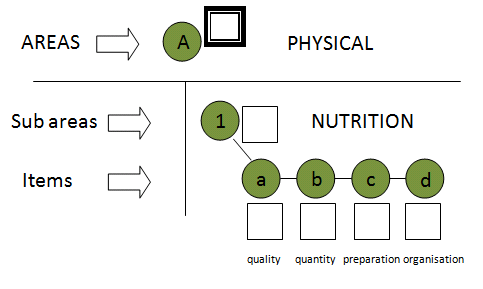 AREAS A PHYSICAL
Sub areas 1 NUTRITION
Items a b c d
quality quantity preparation organisation